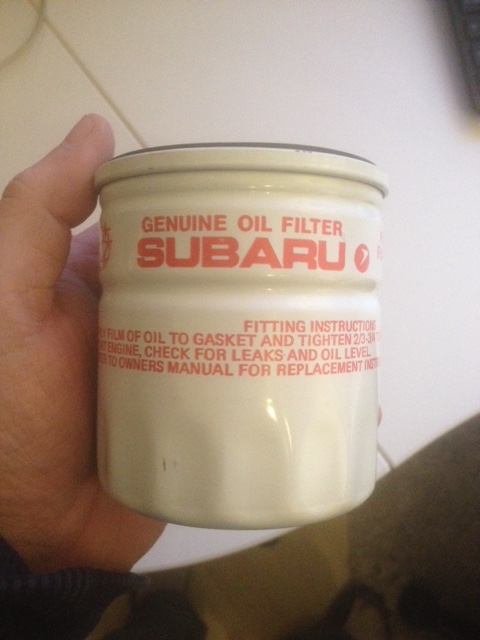 GENUINE OIL FILTER
SUBARU
FITTING INSTRUCTIONS
FILM OF OIL TO GASKET AND TIGHTEN 2/3-3/4
ENGINE, CHECK FOR LEAKS AND OIL LEVEL.
TO OWNERS MANUAL FOR REPLACEMENT